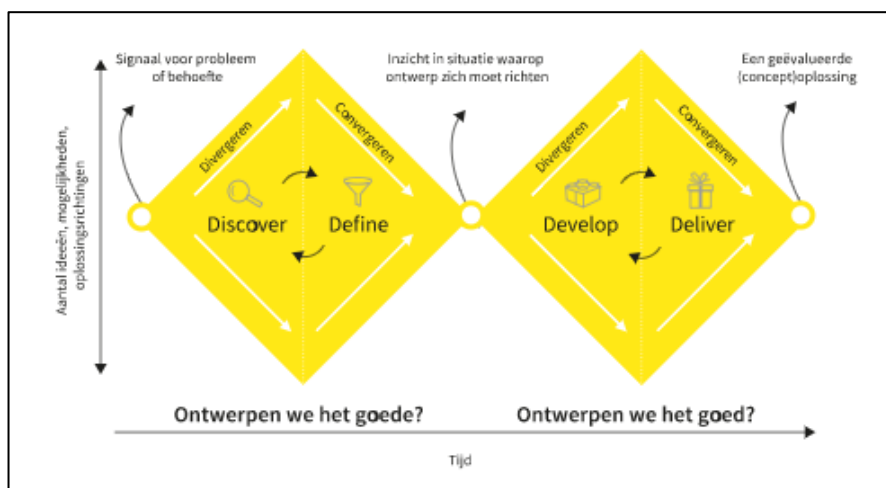 Signaal voor probleem
of behoefte
Inzicht in situatie waarop
ontwerp zich moet richten
Een geëvalueerde
(concept)oplossing
Aantal ideeën, mogelijkheden,
oplossingsrichtingen
Divergeren
Convergeren
Divergeren
Convergeren
Discover
Define
Develop
Deliver
Ontwerpen we het goede?
Ontwerpen we het goed?
Tijd